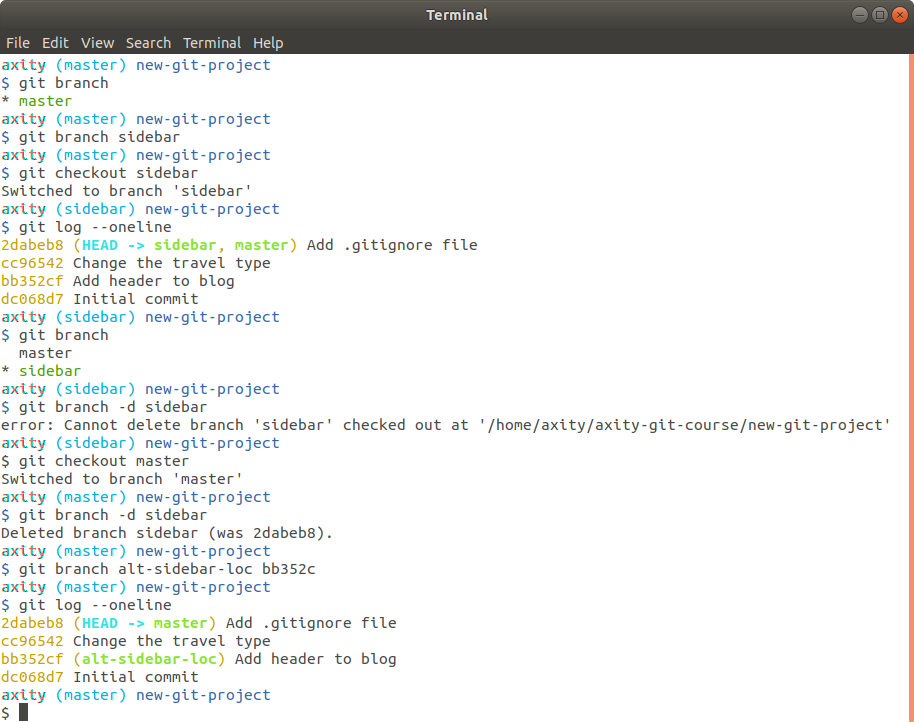 Terminal
File Edit View Search Terminal Help
axity (master) new-git-project
$ git branch
* master
axity (master) new-git-project
$ git branch sidebar
axity (master) new-git-project
$ git checkout sidebar
Switched to branch 'sidebar'
axity (sidebar) new-git-project
$ git log --oneline
2dabeb8 (HEAD -> sidebar, master) Add .gitignore file
cc96542 Change the travel type
bb352cf Add header to blog
dc068d7 Initial commit
axity (sidebar) new-git-project
$ git branch
  master
* sidebar
axity (sidebar) new-git-project
$ git branch -d sidebar
error: Cannot delete branch 'sidebar' checked out at '/home/axity/axity-git-course/new-git-project'
axity (sidebar) new-git-project
$ git checkout master
Switched to branch 'master'
axity (master) new-git-project
$ git branch -d sidebar
Deleted branch sidebar (was 2dabeb8).
axity (master) new-git-project
$ git branch alt-sidebar-loc bb352c
axity (master) new-git-project
$ git log --oneline
2dabeb8 (HEAD -> master) Add .gitignore file
cc96542 Change the travel type
bb352cf (alt-sidebar-loc) Add header to blog
dc068d7 Initial commit
axity (master) new-git-project
$